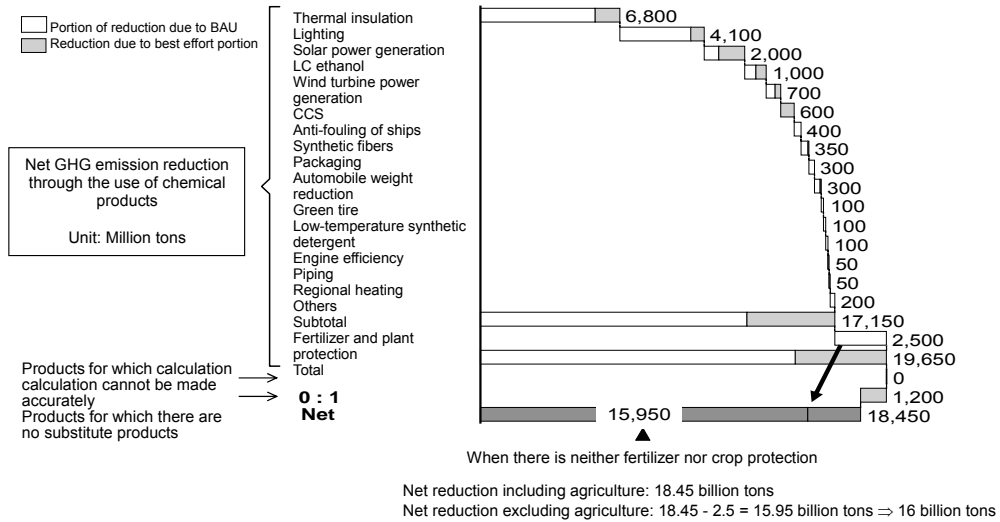 Portion of reduction due to BAU
Reduction due to best effort portion
Net GHG emission reduction
through the use of chemical
products
Unit: Million tons
Thermal insulation
Lighting
Solar power generation
LC ethanol
Wind turbine power
generation
CCS
Anti-fouling of ships
Synthetic fibers
Packaging
Automobile weight
reduction
Green tire
Low-temperature synthetic
detergent
Engine efficiency
Piping
Regional heating
Others
Subtotal
Fertilizer and plant
protection
Total
0 : 1
Net
Products for which calculation
calculation cannot be made
accurately
Products for which there are
no substitute products
6,800
4,100
2,000
1,000
700
600
400
350
300
300
100
100
100
50
50
200
17,150
2,500
19,650
0
1,200
15,950
18,450
When there is neither fertilizer nor crop protection
Net reduction including agriculture: 18.45 billion tons
Net reduction excluding agriculture: 18.45 - 2.5 = 15.95 billion tons ⇒ 16 billion tons